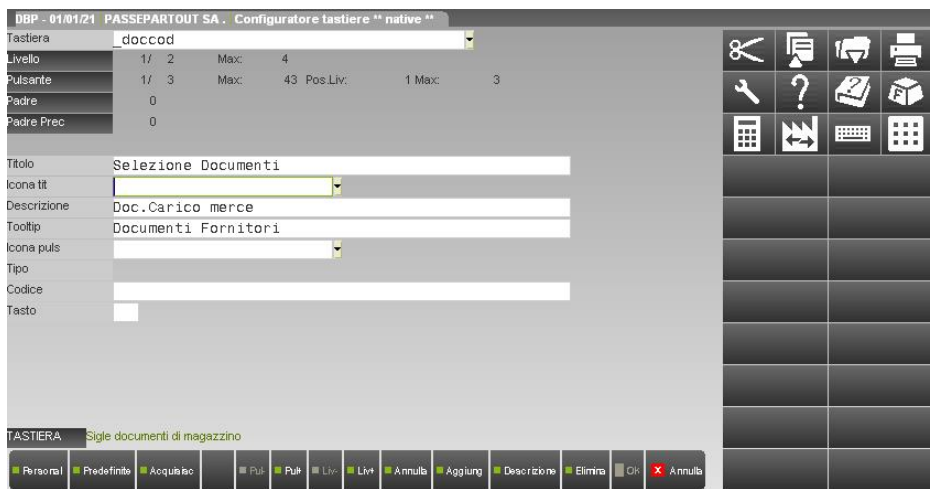 DBP - 01/01/21 PASSEPARTOUT SA . Configuratore tastiere ** native **
Tastiera _doccod
Livello 1/ 2 Max: 4
Pulsante 1/ 3 Max: 43 Pos.Liv: 1 Max: 3
Padre 0
Padre Prec 0
Titolo Selezione Documenti
Icona tit
Descrizione Doc.Carico merce
Tooltip Documenti Fornitori
Icona puls
Tipo
Codice
Tasto
TASTIERA Sigle documenti di magazzino
Personal Predefinite Acquisisc Pul- Pul+ Liv- Liv+ Annulla Aggiung Descrizione Elimina OK X Annulla